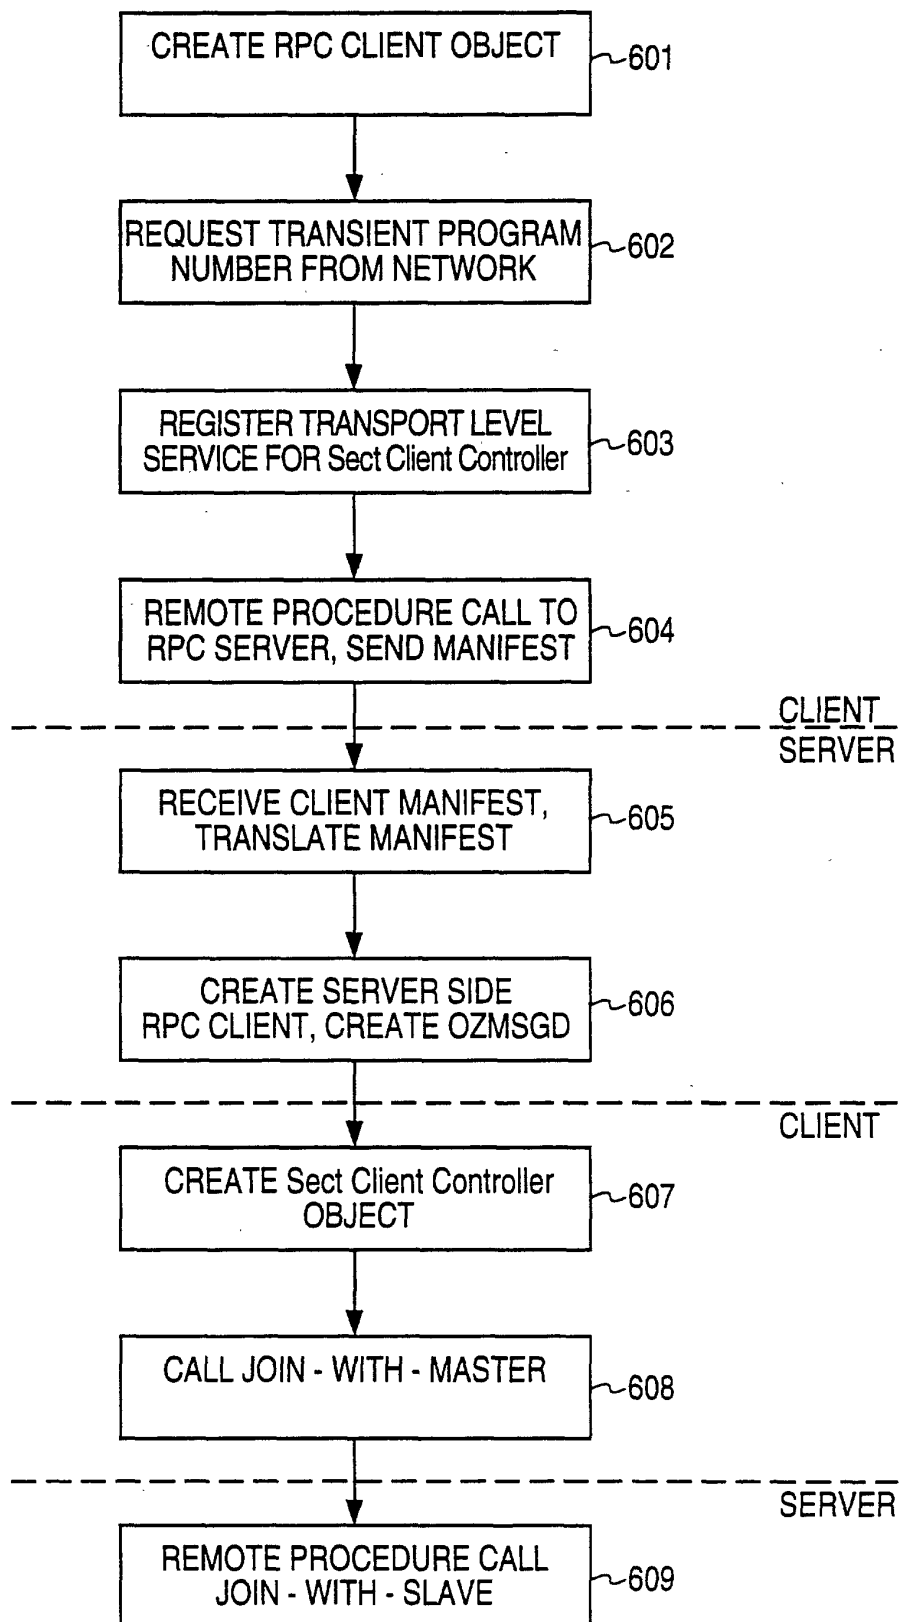 CREATE RPC CLIENT OBJECT
601
REQUEST TRANSIENT PROGRAM
NUMBER FROM NETWORK
602
REGISTER TRANSPORT LEVEL
SERVICE FOR Sect Client Controller
603
REMOTE PROCEDURE CALL TO
RPC SERVER, SEND MANIFEST
604
CLIENT
SERVER
RECEIVE CLIENT MANIFEST,
TRANSLATE MANIFEST
605
CREATE SERVER SIDE
RPC CLIENT, CREATE OZMSGD
606
CLIENT
CREATE Sect Client Controller
OBJECT
607
CALL JOIN - WITH - MASTER
608
SERVER
REMOTE PROCEDURE CALL
JOIN - WITH - SLAVE
609